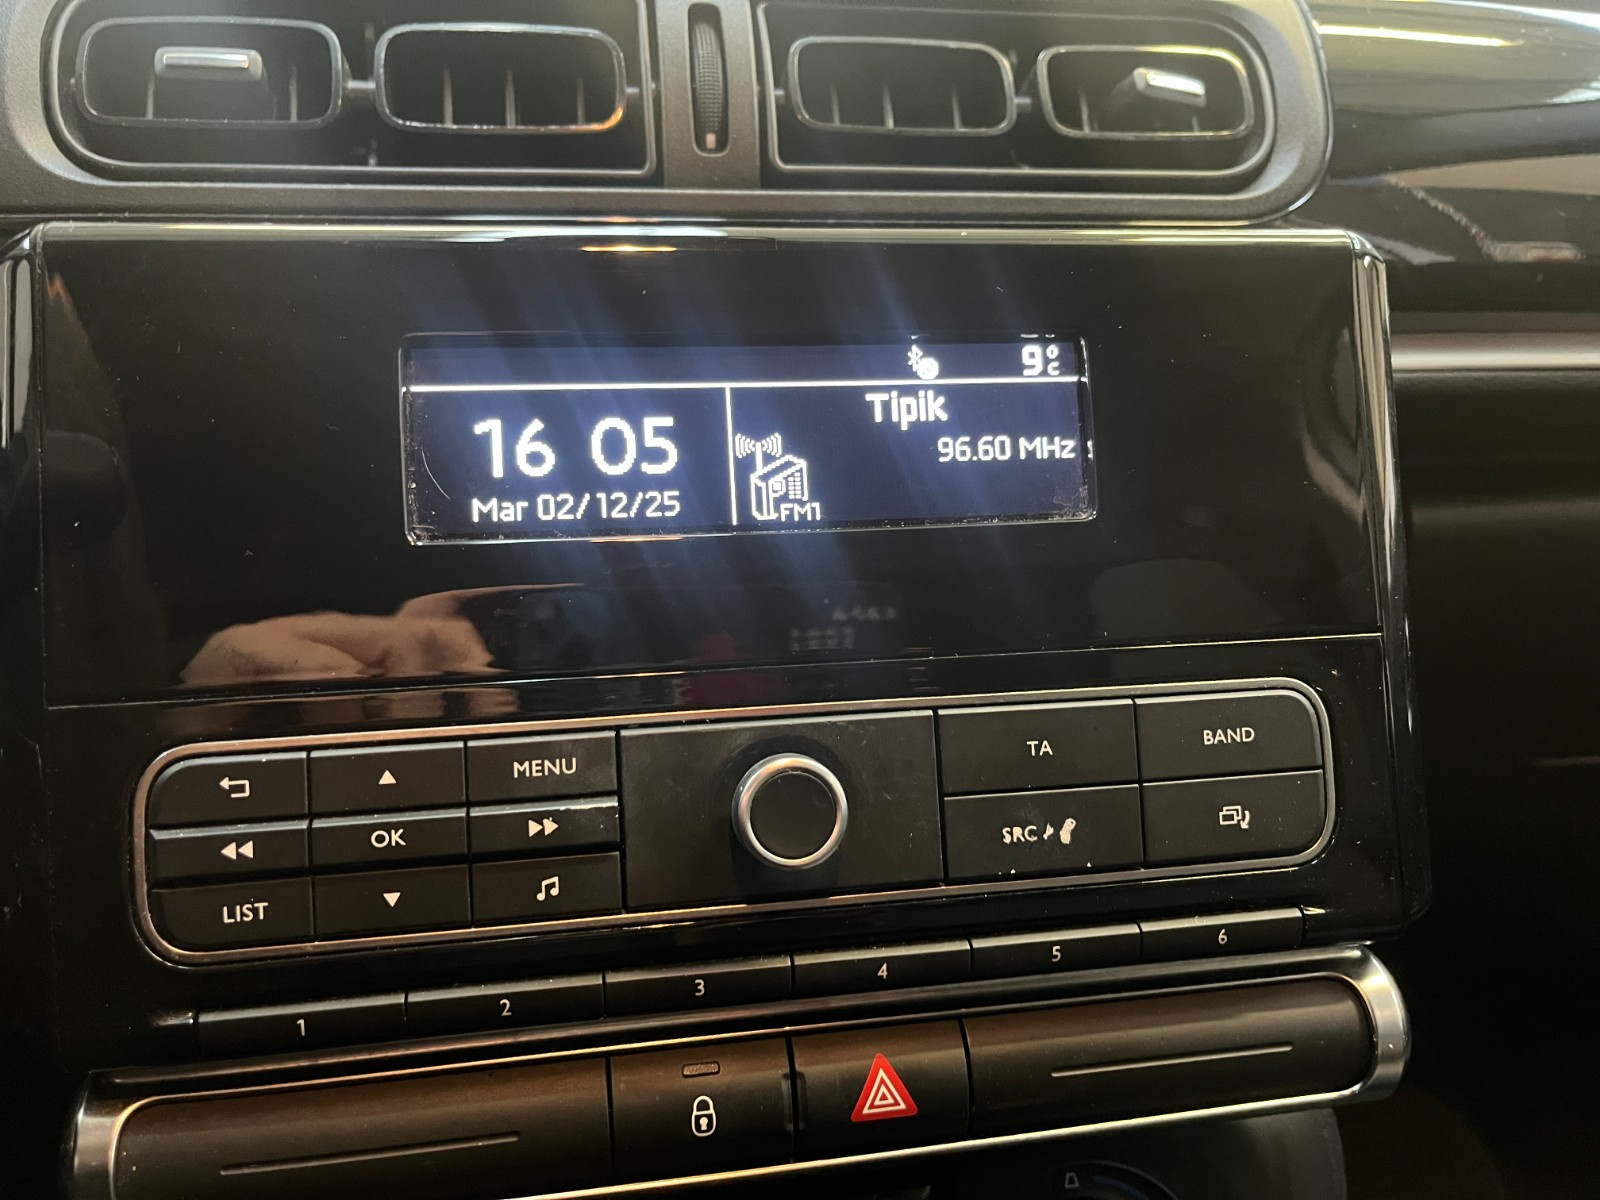 9°C
Tipik
16 05
96.60 MHz
Mar 02/12/25
FM1
MENU
TA
BAND
OK
SRC
LIST
1
2
3
4
5
6